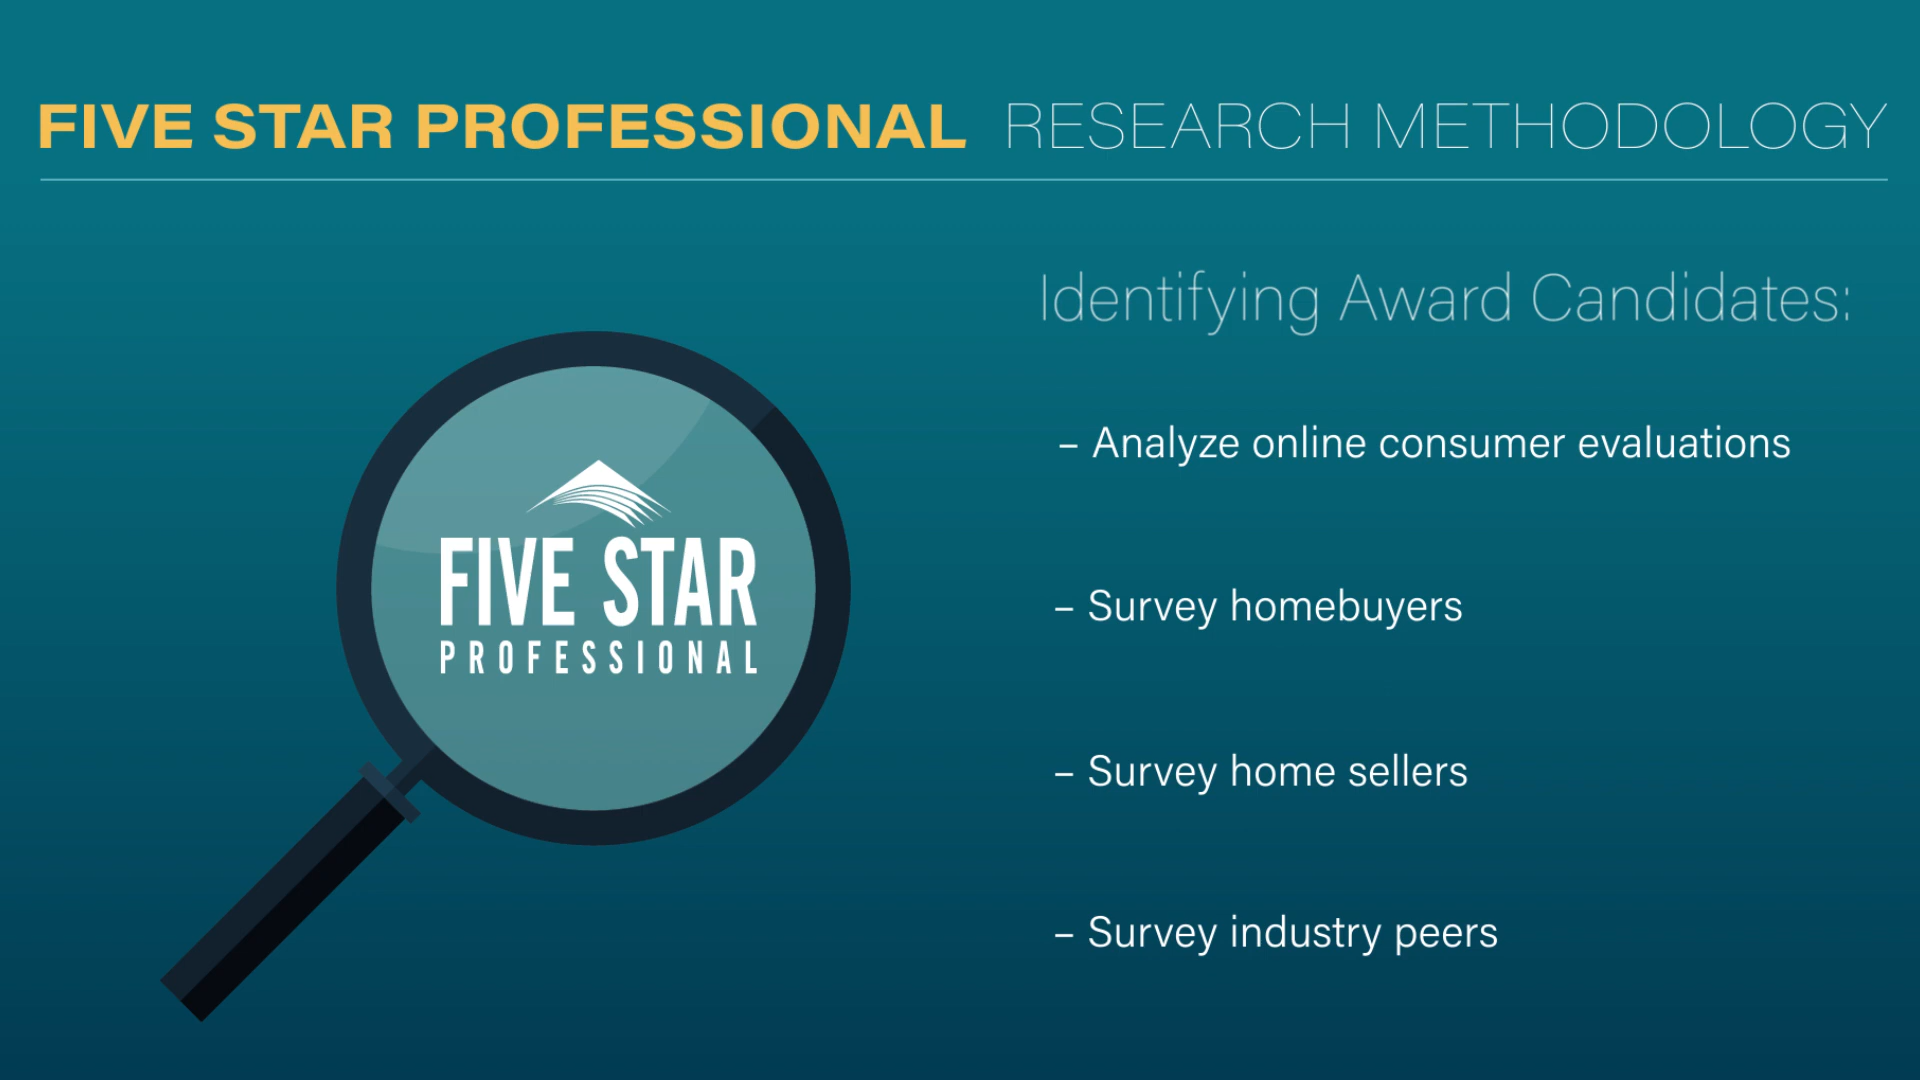 FIVE STAR PROFESSIONAL RESEARCH METHODOLOGY
FIVE STAR
PROFESSIONAL
Identifying Award Candidates:
– Analyze online consumer evaluations
– Survey homebuyers
– Survey home sellers
– Survey industry peers